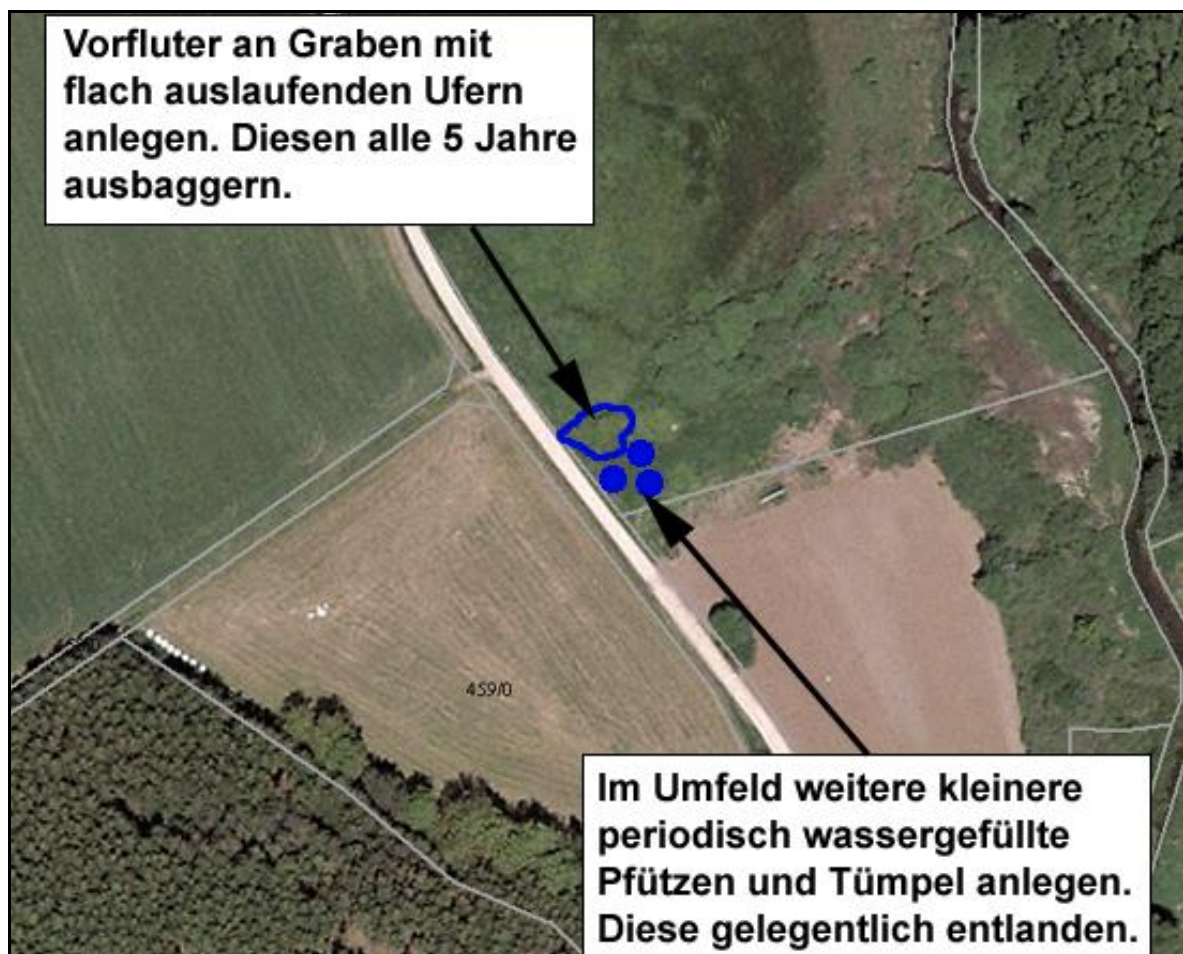 Vorfluter an Graben mit
flach auslaufenden Ufern
anlegen. Diesen alle 5 Jahre
ausbaggern.
459/0
Im Umfeld weitere kleinere
periodisch wassergefüllte
Pfützen und Tümpel anlegen.
Diese gelegentlich entlanden.